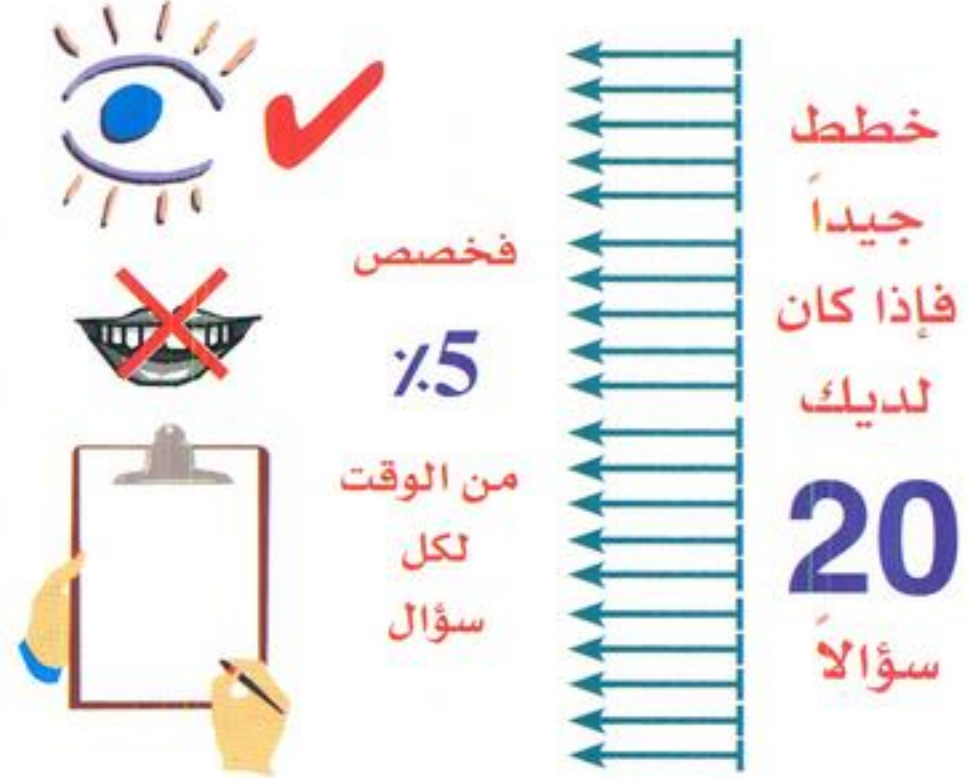 خطط
جيداً
فإذا كان
لديك
20
سؤالاً
فخصص
5٪
من الوقت
لكل
سؤال